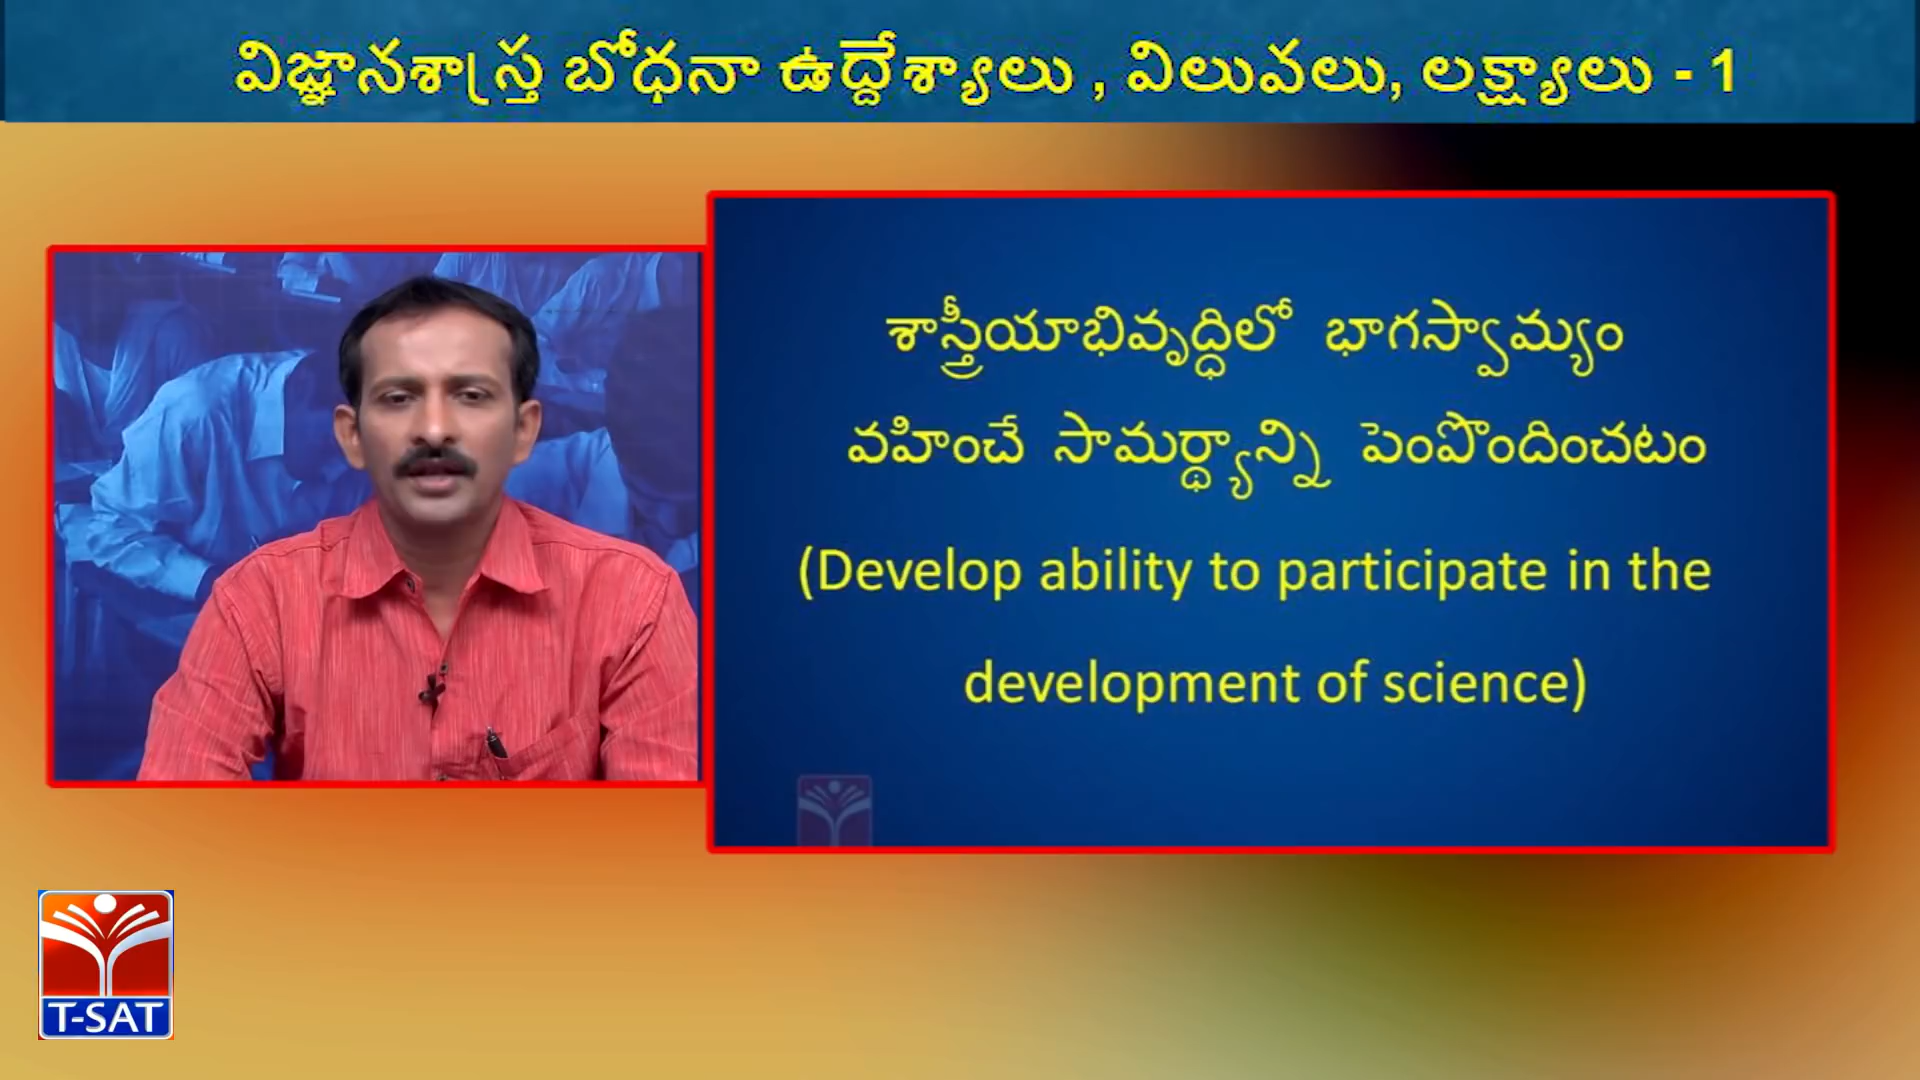 విజ్ఞానశాస్త్ర బోధనా ఉద్దేశ్యాలు , విలువలు, లక్ష్యాలు - 1
శాస్త్రీయాభివృద్ధిలో భాగస్వామ్యం
వహించే సామర్థ్యాన్ని పెంపొందించటం
(Develop ability to participate in the
development of science)
T-SAT